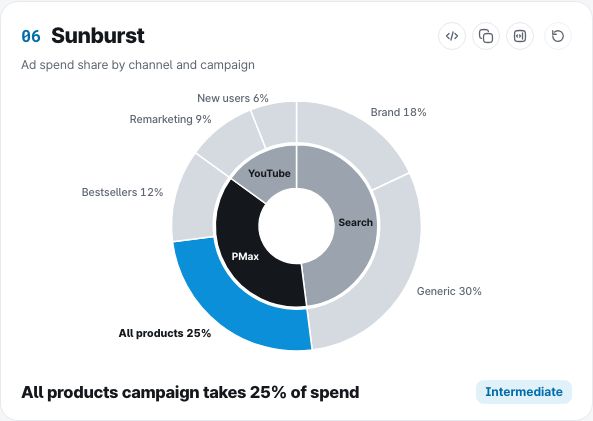 06 Sunburst
Ad spend share by channel and campaign
New users 6%
Brand 18%
Remarketing 9%
YouTube
Bestsellers 12%
Search
PMax
Generic 30%
All products 25%
All products campaign takes 25% of spend
Intermediate